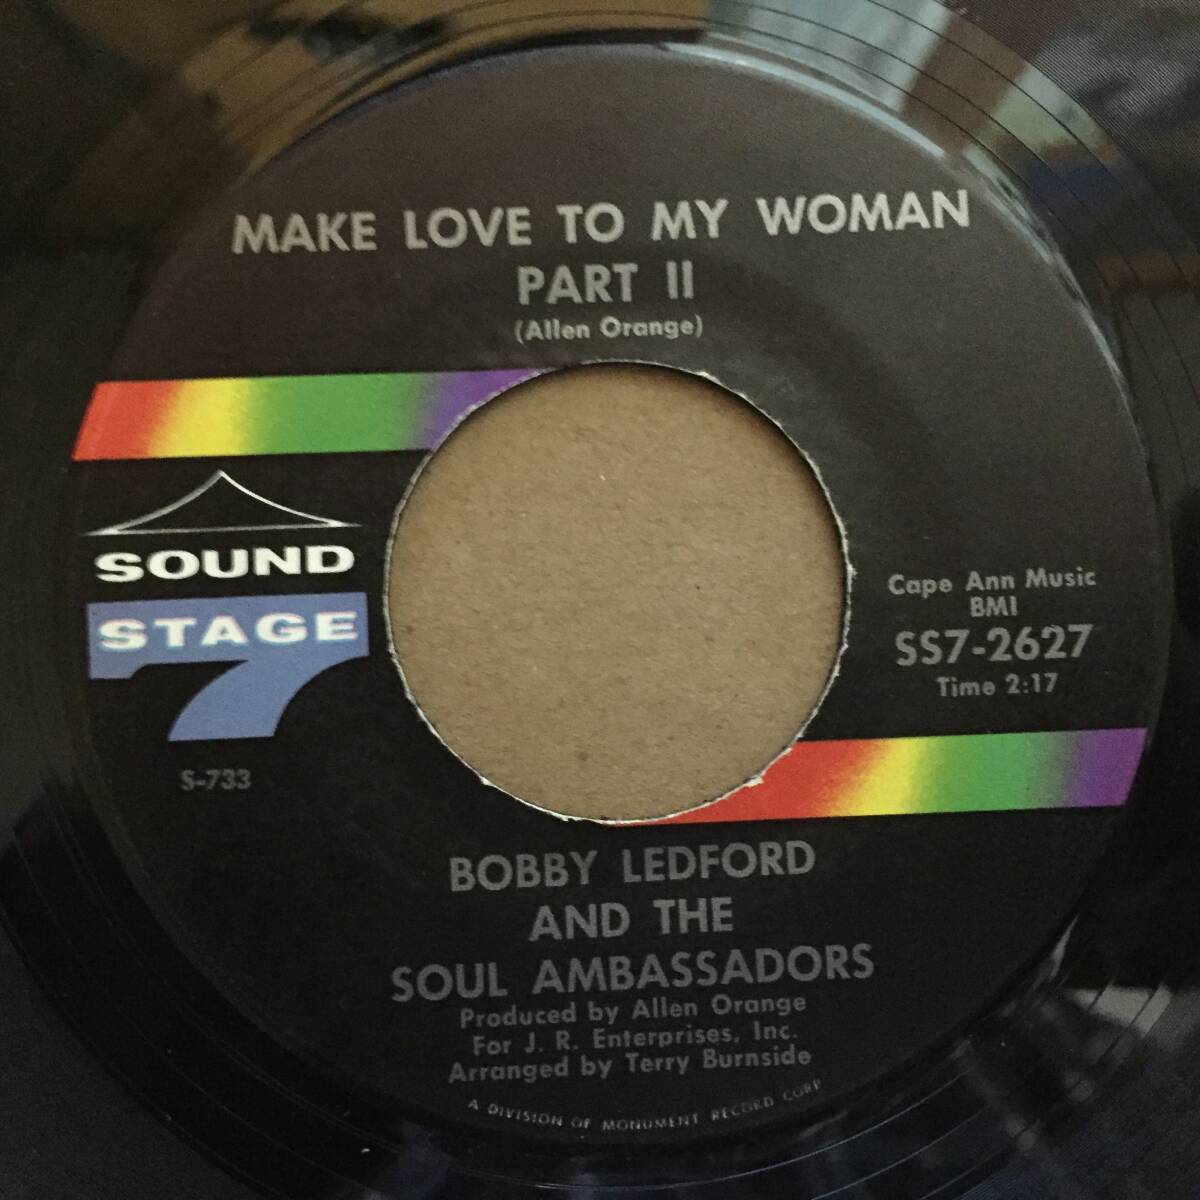 MAKE LOVE TO MY WOMAN
PART II
(Allen Orange)
SOUND
STAGE
7
S-733
Cape Ann Music
BMI
SS7-2627
Time 2:17
BOBBY LEDFORD
AND THE
SOUL AMBASSADORS
Produced by Allen Orange
For J. R. Enterprises, Inc.
Arranged by Terry Burnside
A DIVISION OF MONUMENT RECORD CORP